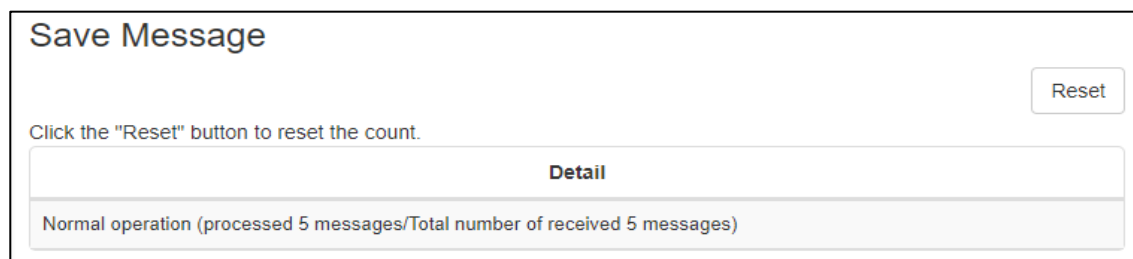 Save Message
Reset
Click the "Reset" button to reset the count.
Detail
Normal operation (processed 5 messages/Total number of received 5 messages)